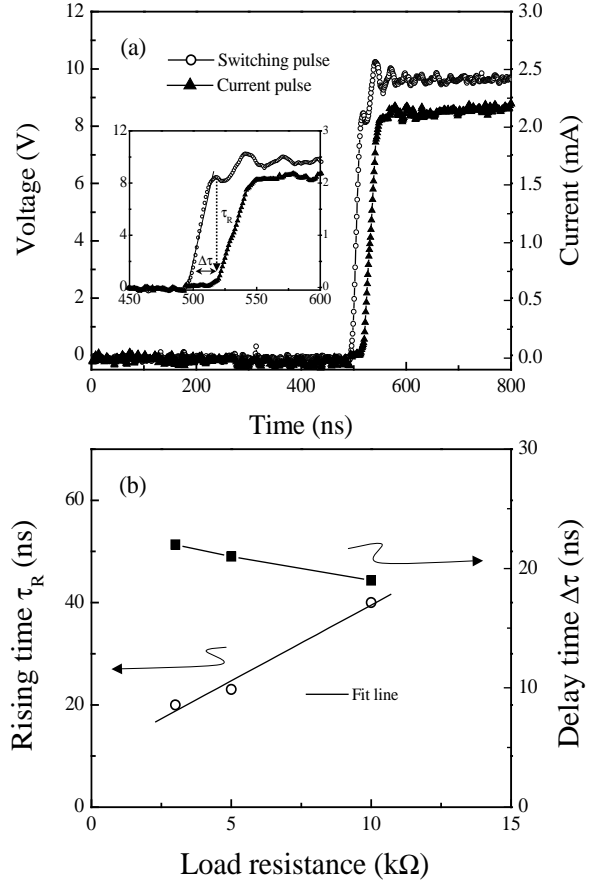 (a)
Switching pulse
Current pulse
Voltage (V)
12
10
8
6
4
2
0
Current (mA)
3.0
2.5
2.0
1.5
1.0
0.5
0.0
12
8
4
0
3
2
1
0
τR
Δτ
450 500 550 600
0 200 400 600 800
Time (ns)
(b)
Rising time τR (ns)
60
40
20
0
Delay time Δτ (ns)
30
20
10
0
Fit line
0 5 10 15
Load resistance (kΩ)